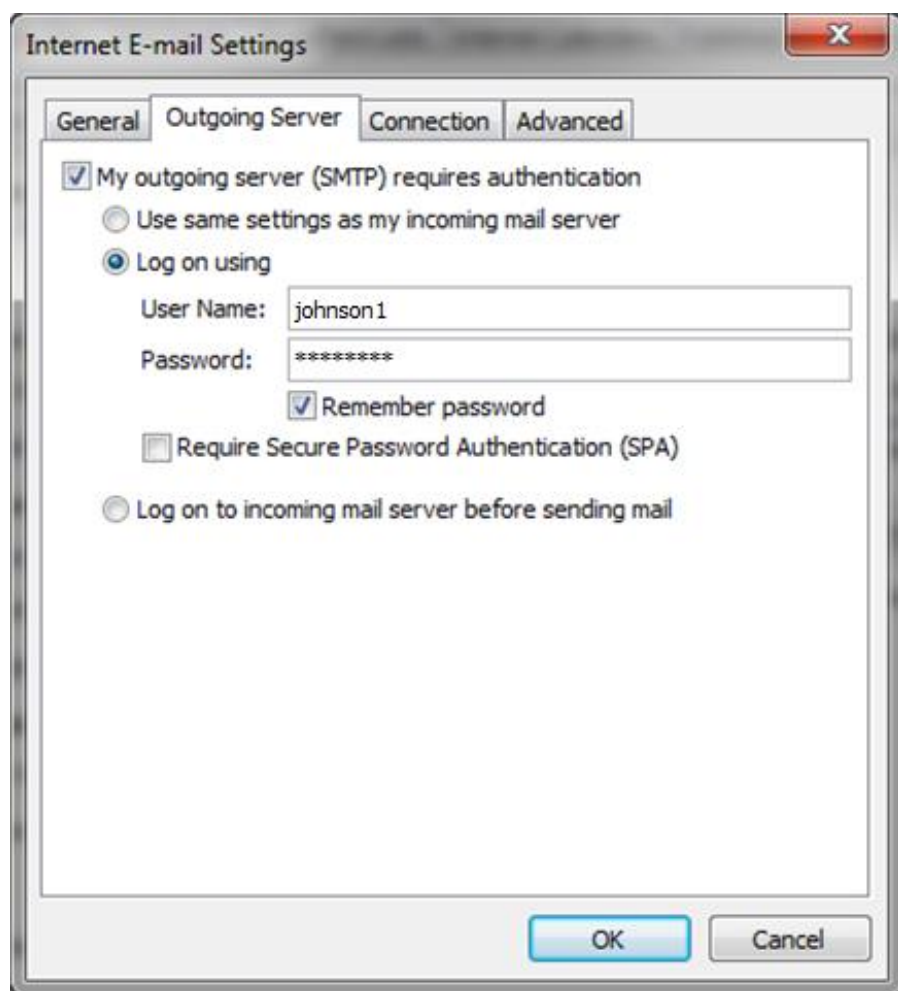 Internet E-mail Settings
General Outgoing Server Connection Advanced
My outgoing server (SMTP) requires authentication
Use same settings as my incoming mail server
Log on using
User Name: johnson1
Password: ********
Remember password
Require Secure Password Authentication (SPA)
Log on to incoming mail server before sending mail
OK Cancel